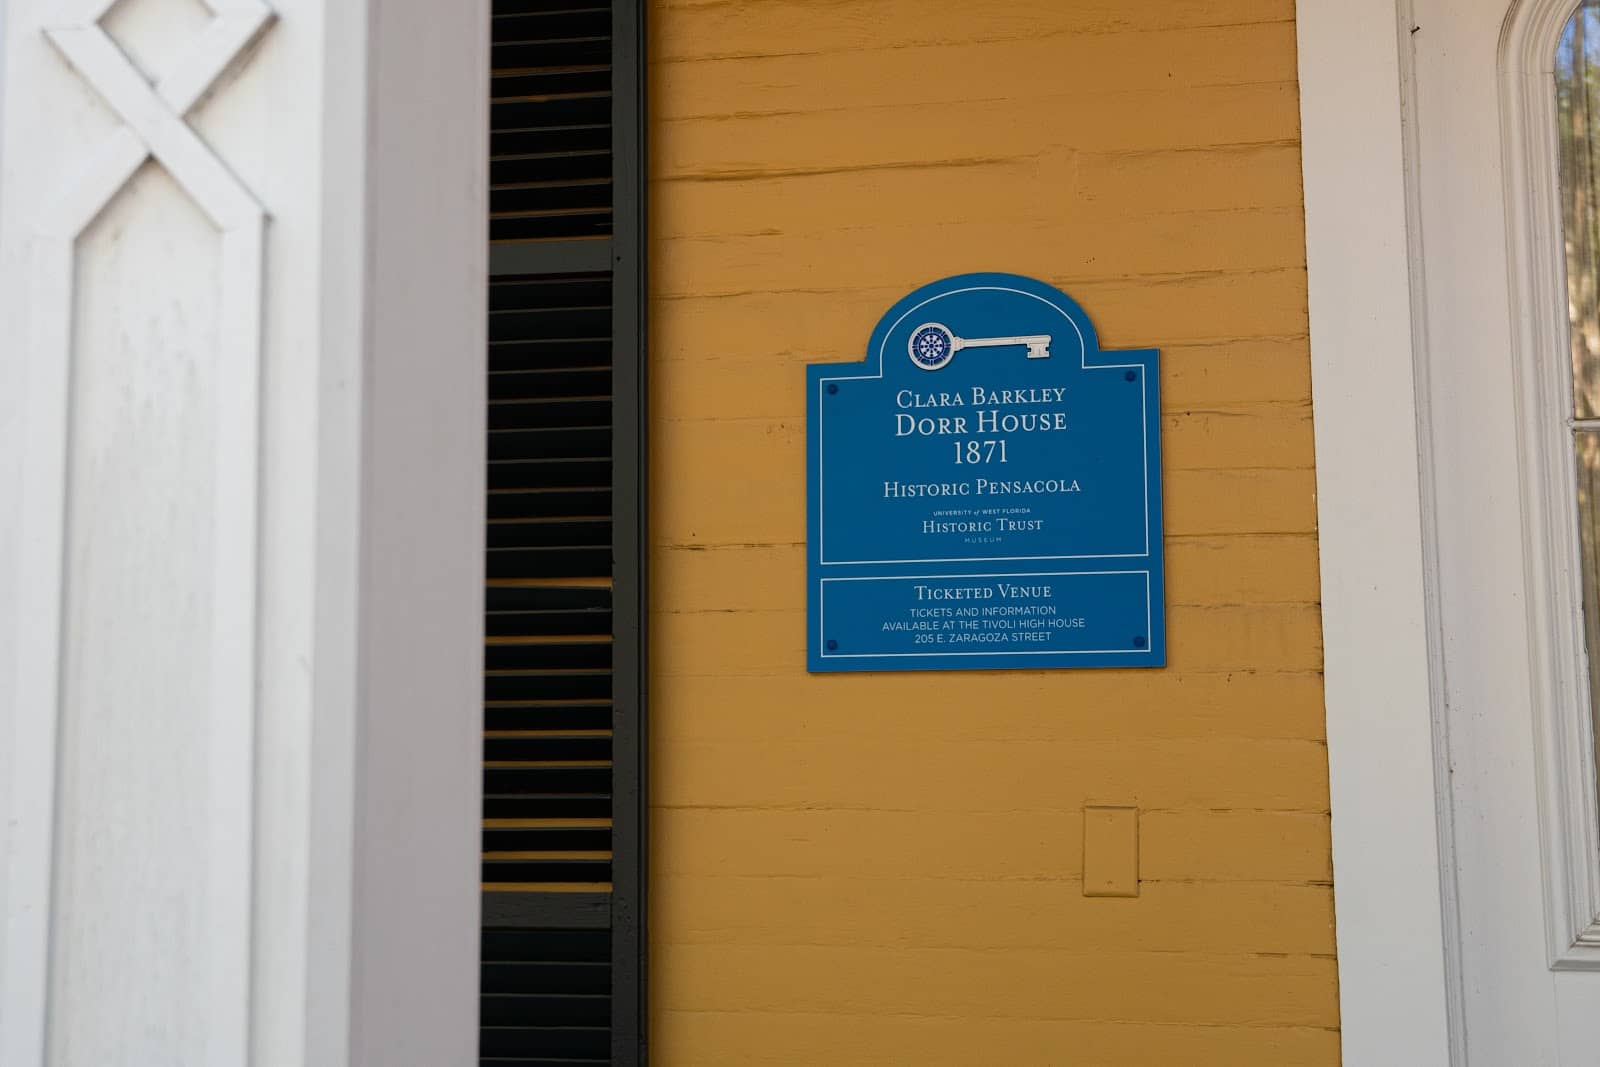 CLARA BARKLEY
DORR HOUSE
1871
HISTORIC PENSACOLA
UNIVERSITY of WEST FLORIDA
HISTORIC TRUST
MUSEUM
TICKETED VENUE
TICKETS AND INFORMATION
AVAILABLE AT THE TIVOLI HIGH HOUSE
205 E. ZARAGOZA STREET